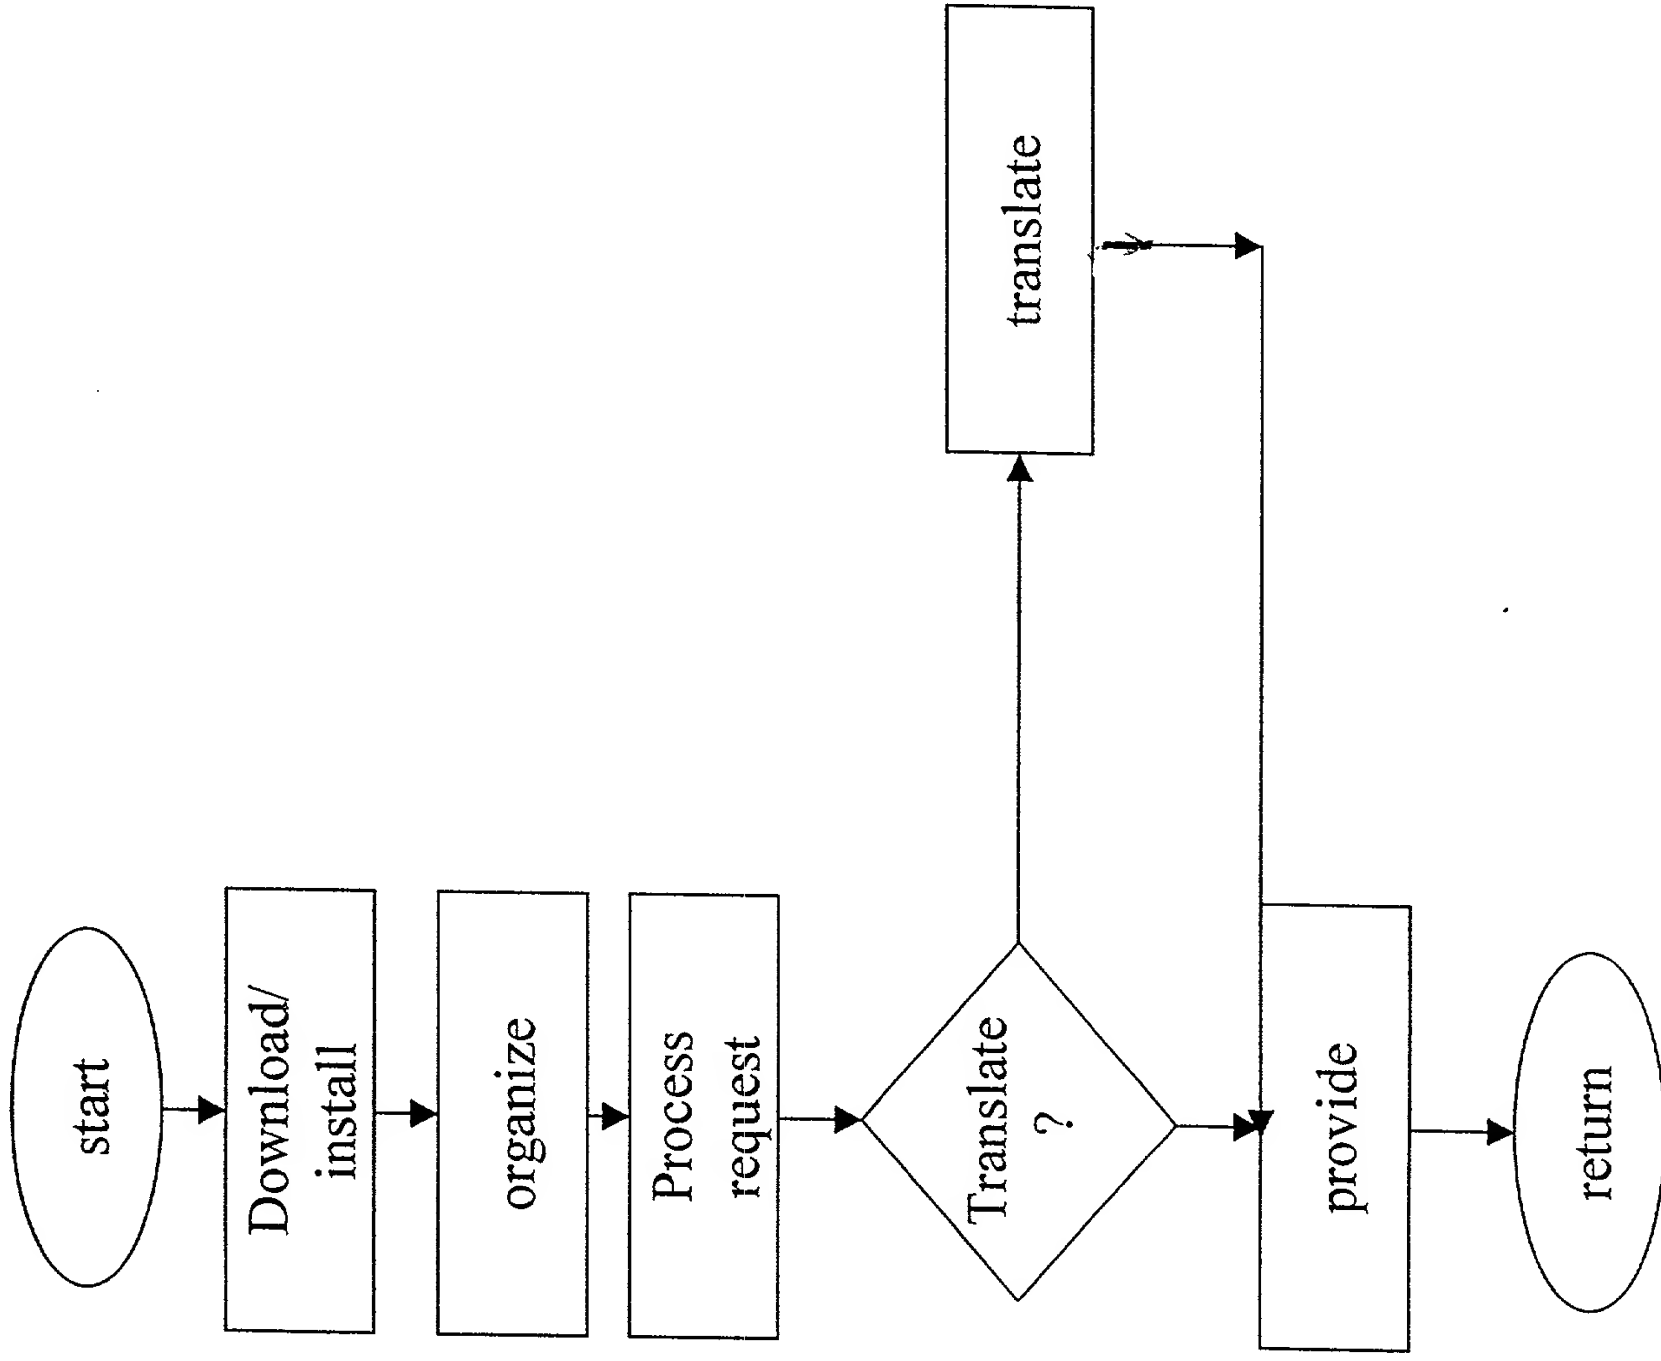 start
Download/
install
organize
Process
request
Translate
?
translate
provide
return